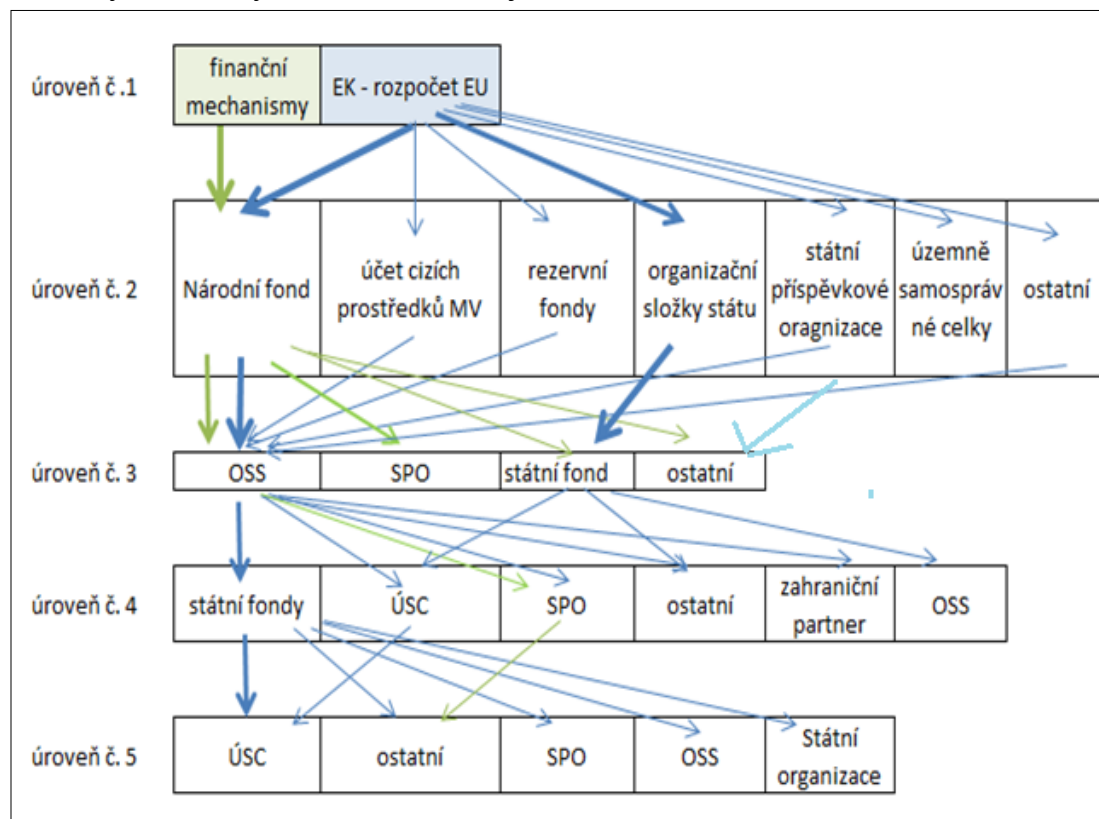 úroveň č .1
finanční
mechanismy
EK - rozpočet EU
úroveň č. 2
Národní fond
účet cizích
prostředků MV
rezervní
fondy
organizační
složky státu
státní
příspěvkové
oragnizace
územně
samospráv
né celky
ostatní
úroveň č. 3
OSS
SPO
státní fond
ostatní
úroveň č. 4
státní fondy
ÚSC
SPO
ostatní
zahraniční
partner
OSS
úroveň č. 5
ÚSC
ostatní
SPO
OSS
Státní
organizace